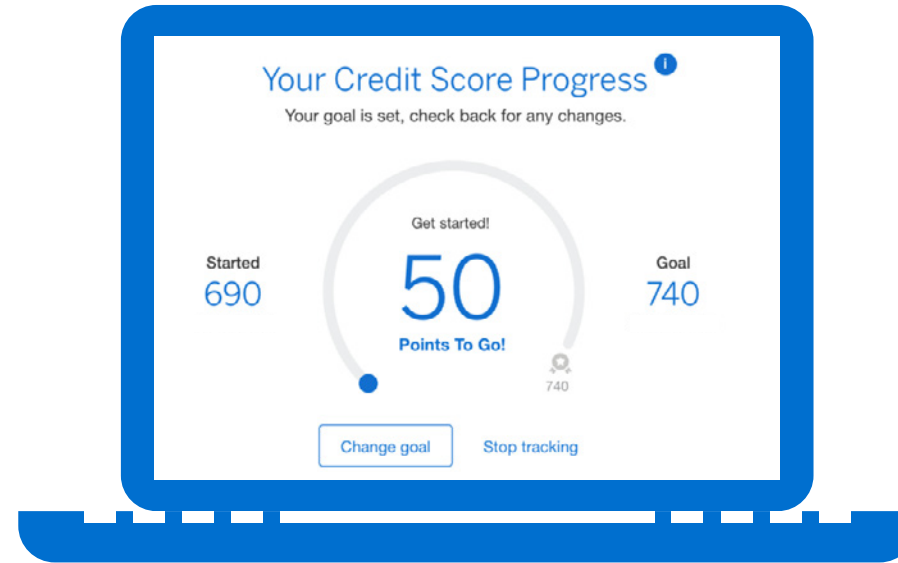 Your Credit Score Progress i
Your goal is set, check back for any changes.
Get started!
Started
690
50
Points To Go!
Goal
740
740
Change goal
Stop tracking